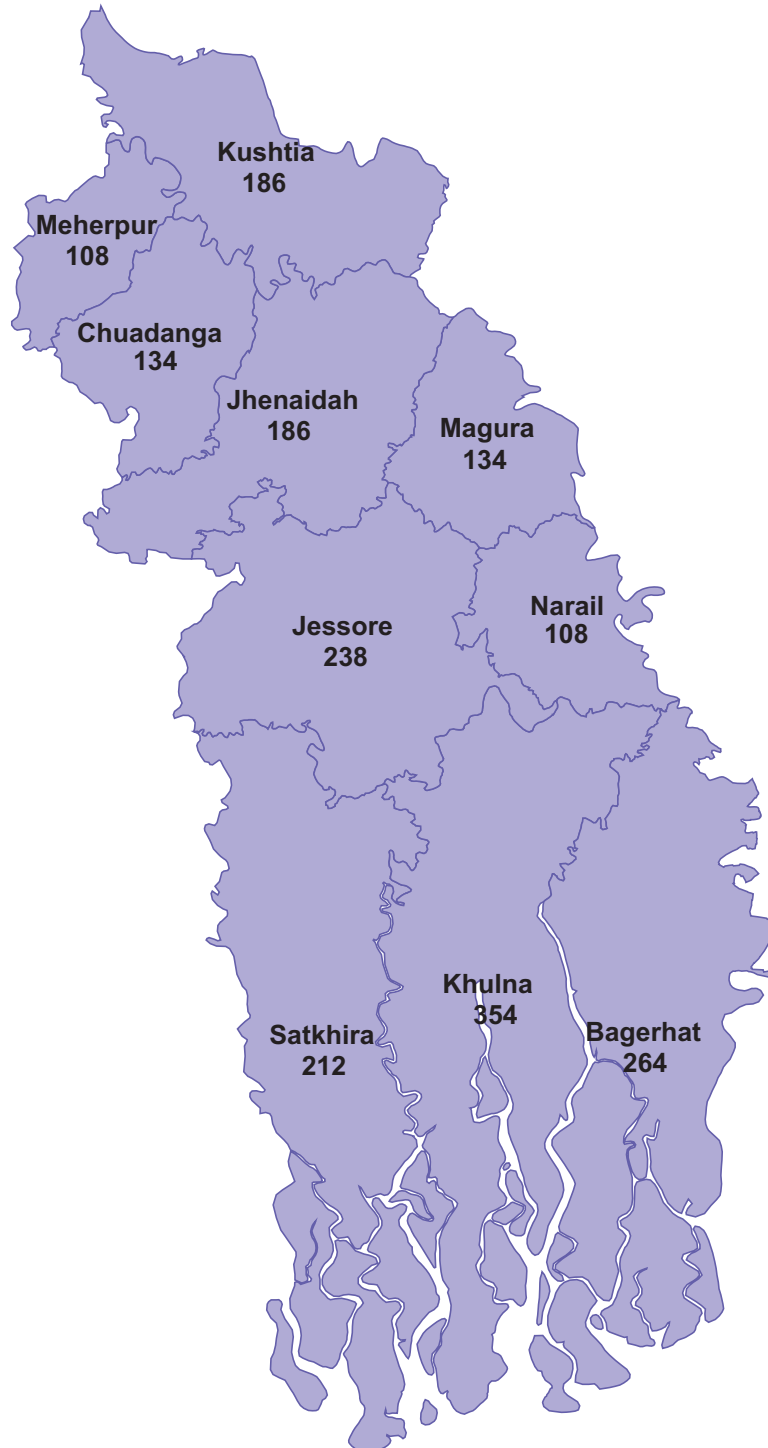 Kushtia
186
Meherpur
108
Chuadanga
134
Jhenaidah
186
Magura
134
Narail
108
Jessore
238
Khulna
354
Satkhira
212
Bagerhat
264